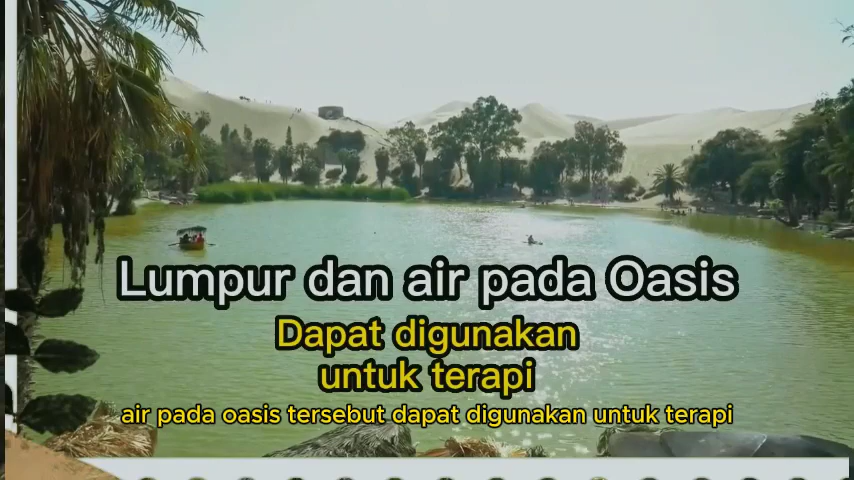 Lumpur dan air pada Oasis
Dapat digunakan
untuk terapi
air pada oasis tersebut dapat digunakan untuk terapi